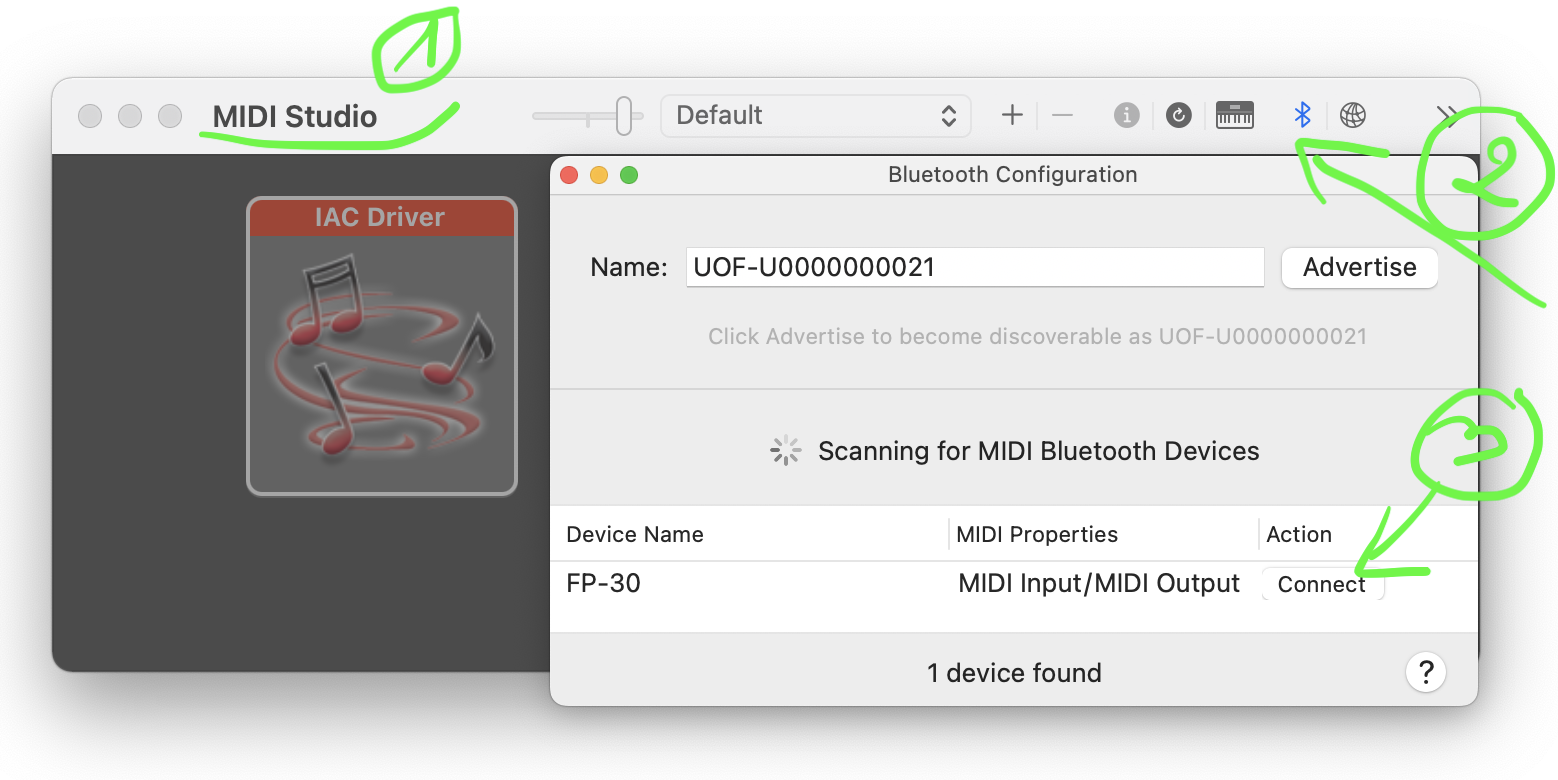 1
MIDI Studio
Default
2
IAC Driver
Bluetooth Configuration
Name: UOF-U0000000021 Advertise
Click Advertise to become discoverable as UOF-U0000000021
Scanning for MIDI Bluetooth Devices
3
Device Name MIDI Properties Action
FP-30 MIDI Input/MIDI Output Connect
1 device found
?